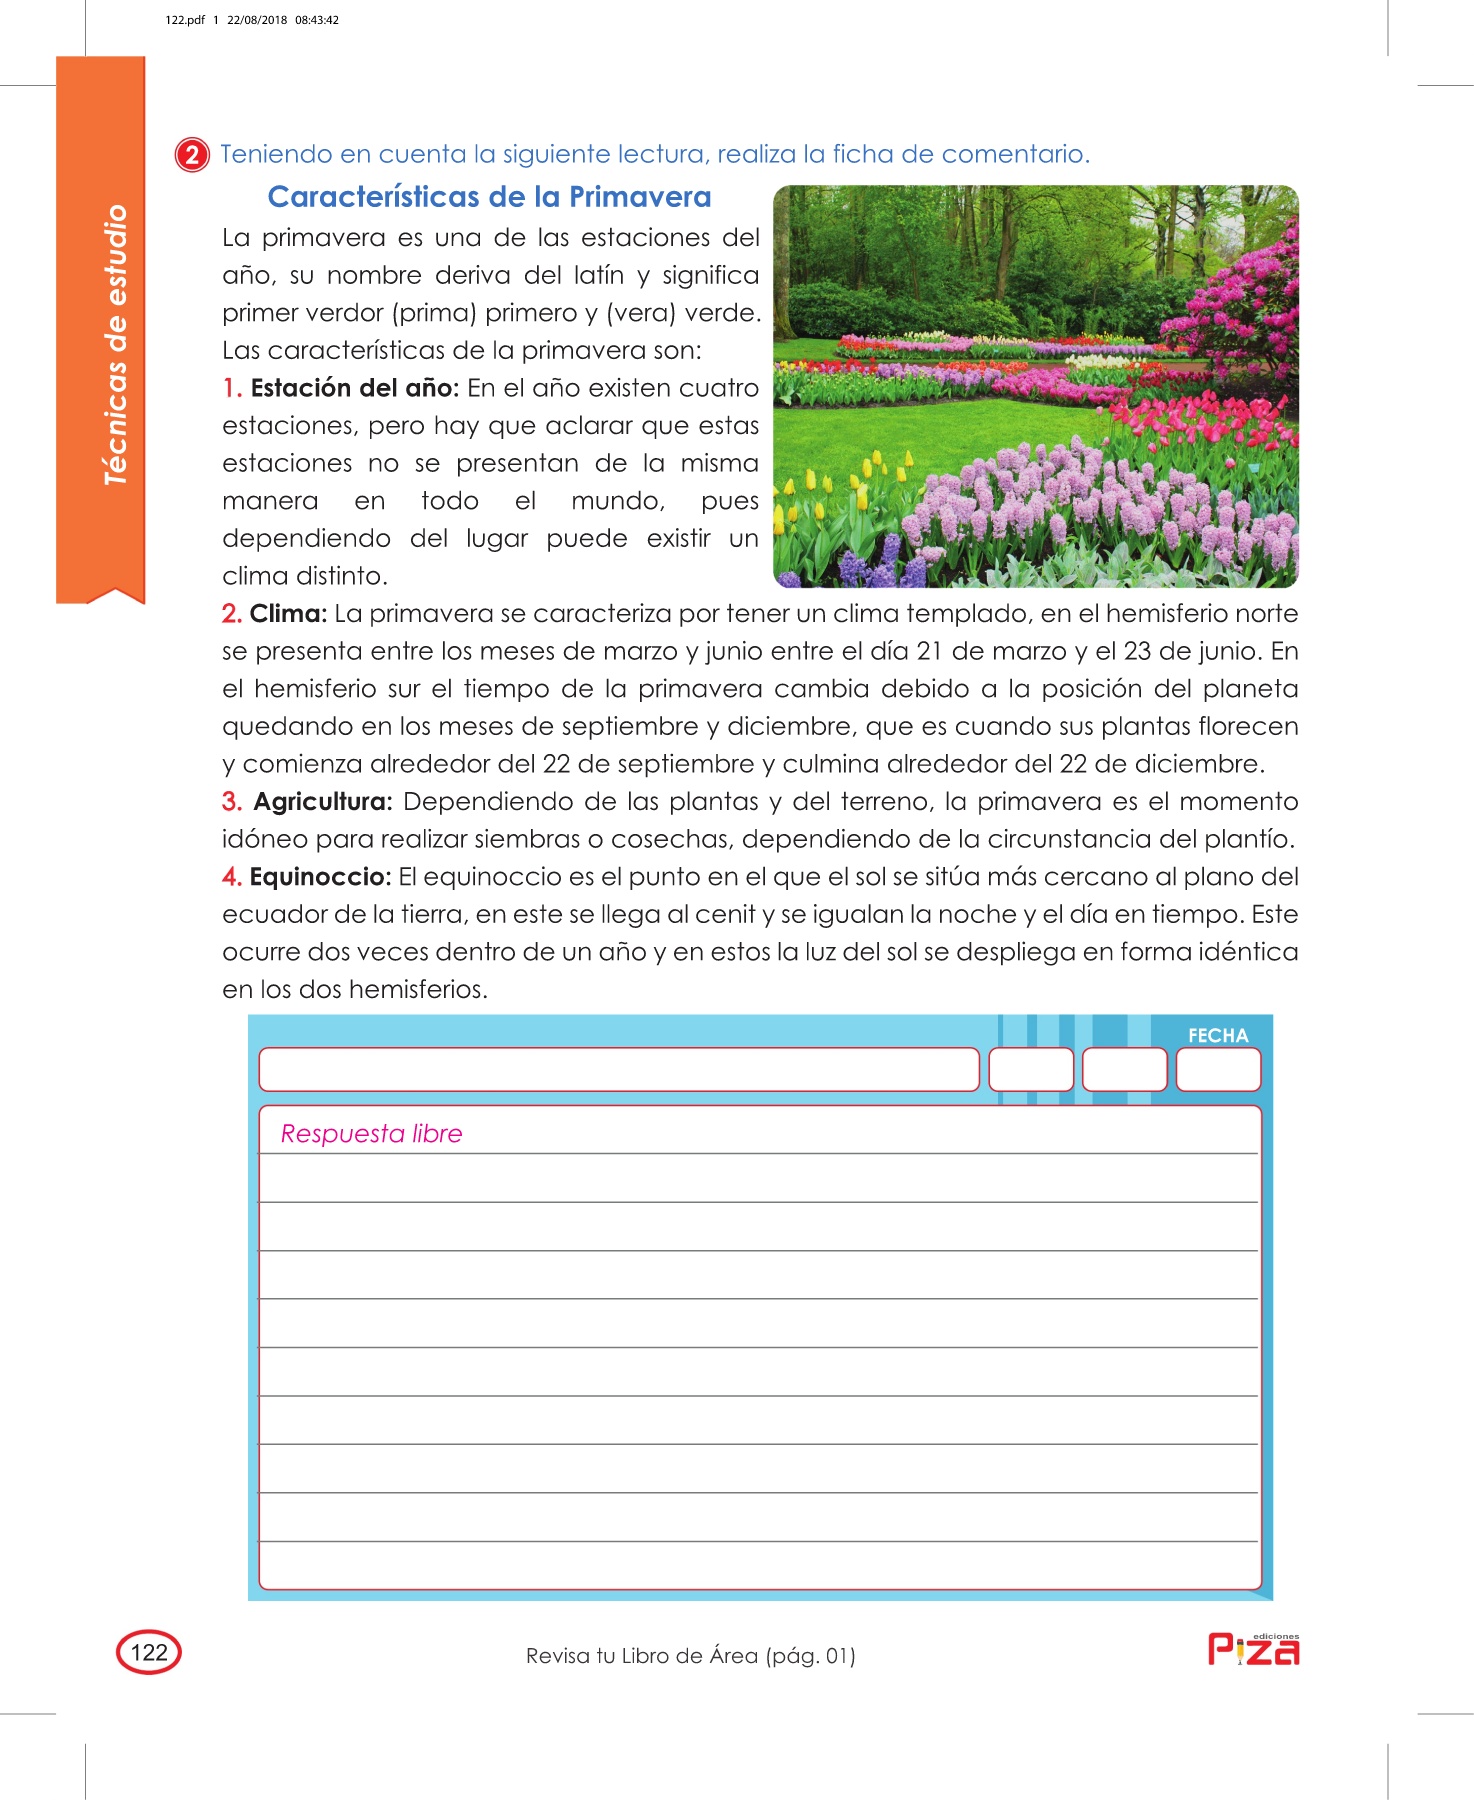 122.pdf 1 22/08/2018 08:43:42
Técnicas de estudio
2 Teniendo en cuenta la siguiente lectura, realiza la ficha de comentario.
Características de la Primavera
La primavera es una de las estaciones del
año, su nombre deriva del latín y significa
primer verdor (prima) primero y (vera) verde.
Las características de la primavera son:
1. Estación del año: En el año existen cuatro
estaciones, pero hay que aclarar que estas
estaciones no se presentan de la misma
manera en todo el mundo, pues
dependiendo del lugar puede existir un
clima distinto.
2. Clima: La primavera se caracteriza por tener un clima templado, en el hemisferio norte
se presenta entre los meses de marzo y junio entre el día 21 de marzo y el 23 de junio. En
el hemisferio sur el tiempo de la primavera cambia debido a la posición del planeta
quedando en los meses de septiembre y diciembre, que es cuando sus plantas florecen
y comienza alrededor del 22 de septiembre y culmina alrededor del 22 de diciembre.
3. Agricultura: Dependiendo de las plantas y del terreno, la primavera es el momento
idóneo para realizar siembras o cosechas, dependiendo de la circunstancia del plantío.
4. Equinoccio: El equinoccio es el punto en el que el sol se sitúa más cercano al plano del
ecuador de la tierra, en este se llega al cenit y se igualan la noche y el día en tiempo. Este
ocurre dos veces dentro de un año y en estos la luz del sol se despliega en forma idéntica
en los dos hemisferios.
FECHA
Respuesta libre
122
Revisa tu Libro de Área (pág. 01)
ediciones
Piza